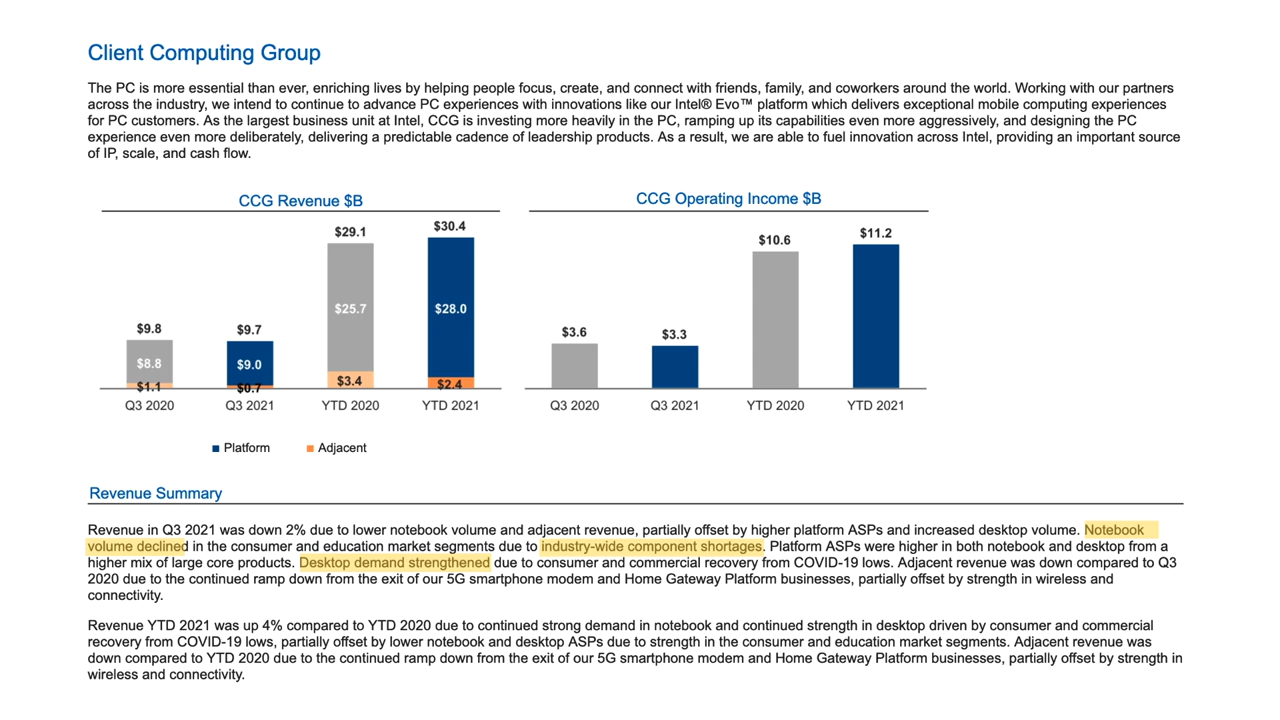 Client Computing Group
The PC is more essential than ever, enriching lives by helping people focus, create, and connect with friends, family, and coworkers around the world. Working with our partners
across the industry, we intend to continue to advance PC experiences with innovations like our Intel® Evo™ platform which delivers exceptional mobile computing experiences
for PC customers. As the largest business unit at Intel, CCG is investing more heavily in the PC, ramping up its capabilities even more aggressively, and designing the PC
experience even more deliberately, delivering a predictable cadence of leadership products. As a result, we are able to fuel innovation across Intel, providing an important source
of IP, scale, and cash flow.
CCG Revenue $B
$9.8
$9.7
$29.1
$30.4
$8.8
$9.0
$25.7
$28.0
$1.1
$0.7
$3.4
$2.4
Q3 2020
Q3 2021
YTD 2020
YTD 2021
Platform
Adjacent
CCG Operating Income $B
$3.6
$3.3
$10.6
$11.2
Q3 2020
Q3 2021
YTD 2020
YTD 2021
Revenue Summary
Revenue in Q3 2021 was down 2% due to lower notebook volume and adjacent revenue, partially offset by higher platform ASPs and increased desktop volume. Notebook
volume declined in the consumer and education market segments due to industry-wide component shortages. Platform ASPs were higher in both notebook and desktop from a
higher mix of large core products. Desktop demand strengthened due to consumer and commercial recovery from COVID-19 lows. Adjacent revenue was down compared to Q3
2020 due to the continued ramp down from the exit of our 5G smartphone modem and Home Gateway Platform businesses, partially offset by strength in wireless and
connectivity.
Revenue YTD 2021 was up 4% compared to YTD 2020 due to continued strong demand in notebook and continued strength in desktop driven by consumer and commercial
recovery from COVID-19 lows, partially offset by lower notebook and desktop ASPs due to strength in the consumer and education market segments. Adjacent revenue was
down compared to YTD 2020 due to the continued ramp down from the exit of our 5G smartphone modem and Home Gateway Platform businesses, partially offset by strength in
wireless and connectivity.